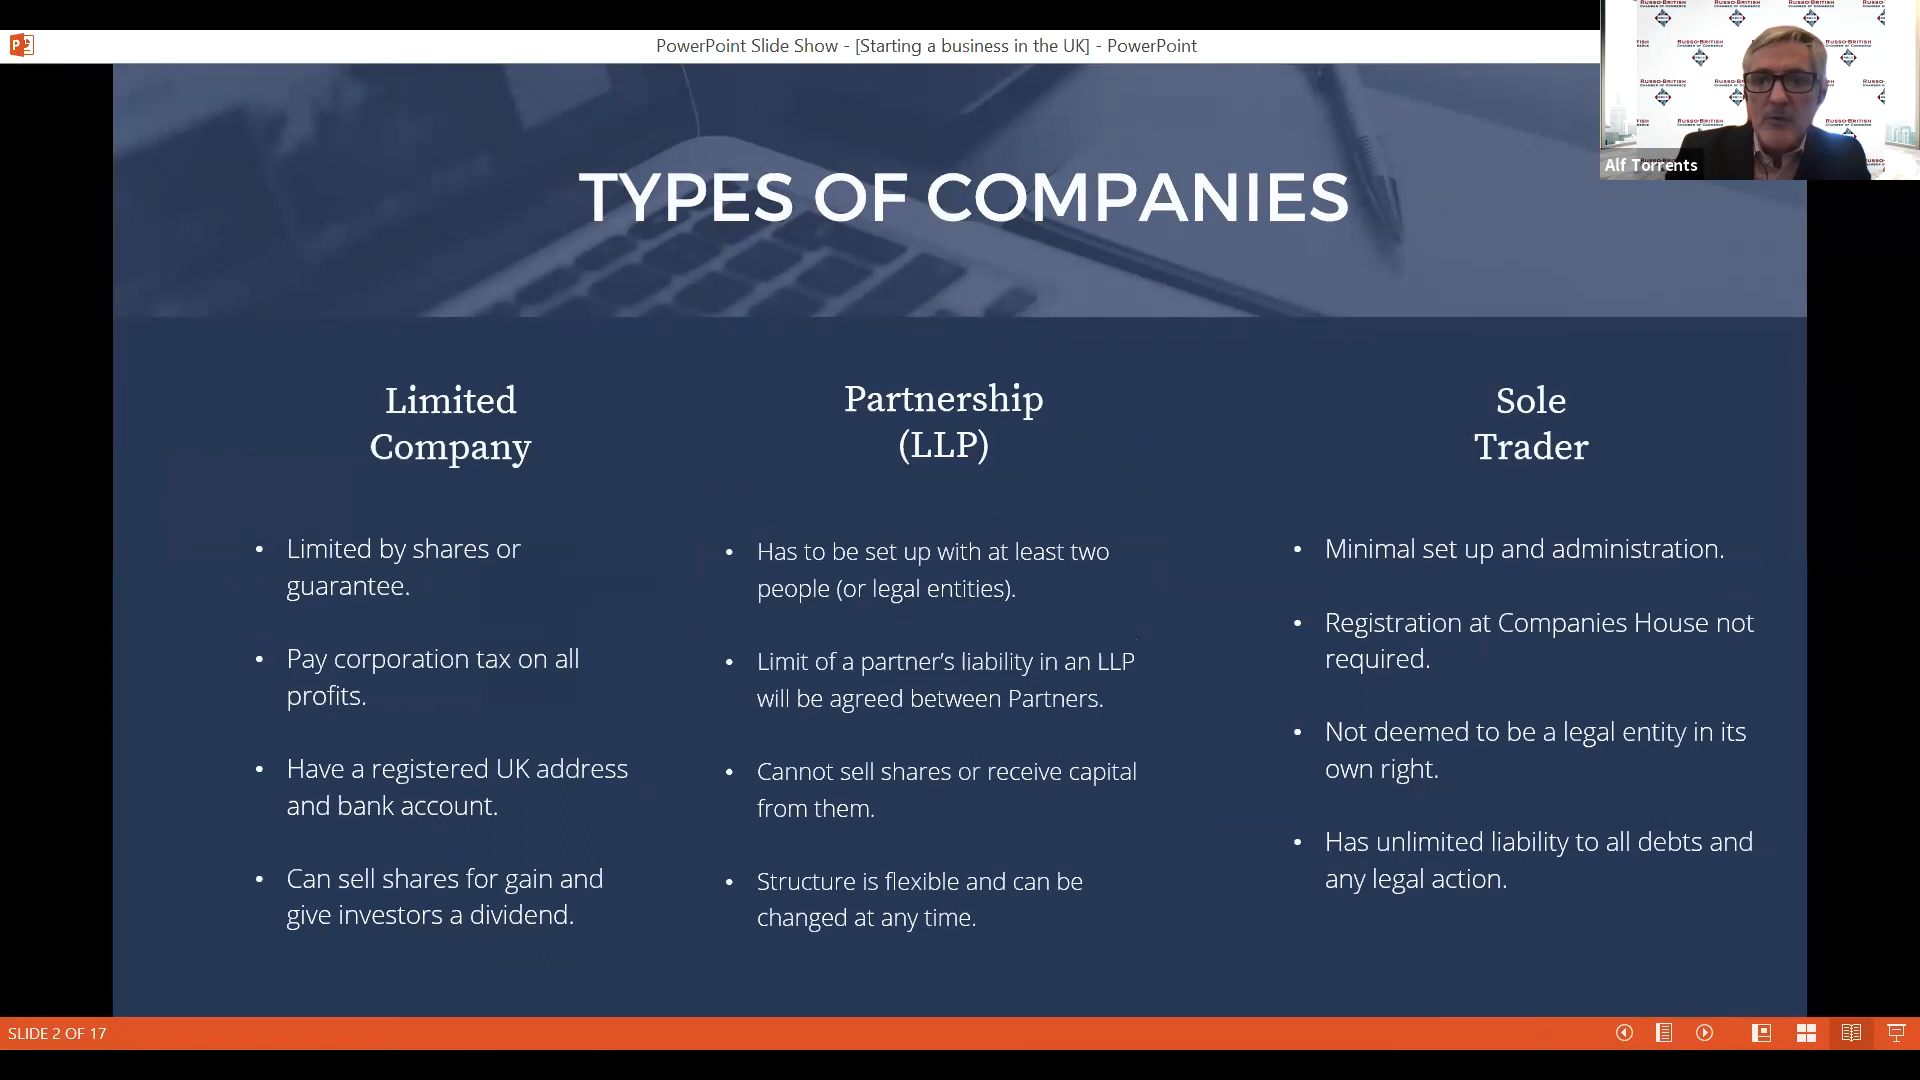 PowerPoint Slide Show - [Starting a business in the UK] - PowerPoint
RUSSO-BRITISH
CHAMBER OF COMMERCE
Alf Torrents
TYPES OF COMPANIES
Limited
Company
• Limited by shares or
guarantee.
• Pay corporation tax on all
profits.
• Have a registered UK address
and bank account.
• Can sell shares for gain and
give investors a dividend.
Partnership
(LLP)
• Has to be set up with at least two
people (or legal entities).
• Limit of a partner’s liability in an LLP
will be agreed between Partners.
• Cannot sell shares or receive capital
from them.
• Structure is flexible and can be
changed at any time.
Sole
Trader
• Minimal set up and administration.
• Registration at Companies House not
required.
• Not deemed to be a legal entity in its
own right.
• Has unlimited liability to all debts and
any legal action.
SLIDE 2 OF 17